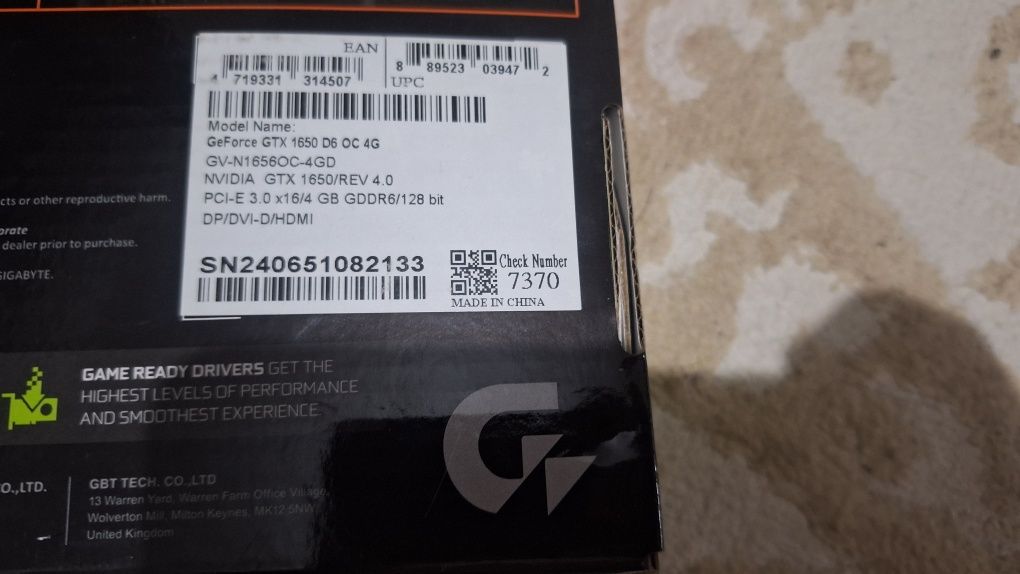 EAN
4 719331 314507
8 89523 03947 2
UPC
Model Name:
GeForce GTX 1650 D6 OC 4G
GV-N1656OC-4GD
NVIDIA GTX 1650/REV 4.0
PCI-E 3.0 x16/4 GB GDDR6/128 bit
DP/DVI-D/HDMI
SN240651082133
Check Number
7370
MADE IN CHINA
cts or other reproductive harm.
orate
dealer prior to purchase.
GIGABYTE.
GAME READY DRIVERS GET THE
HIGHEST LEVELS OF PERFORMANCE
AND SMOOTHEST EXPERIENCE.
O.,LTD.
GBT TECH. CO.,LTD
13 Warren Yard, Warren Farm Office Village,
Wolverton Mill, Milton Keynes, MK12 5NW,
United Kingdom